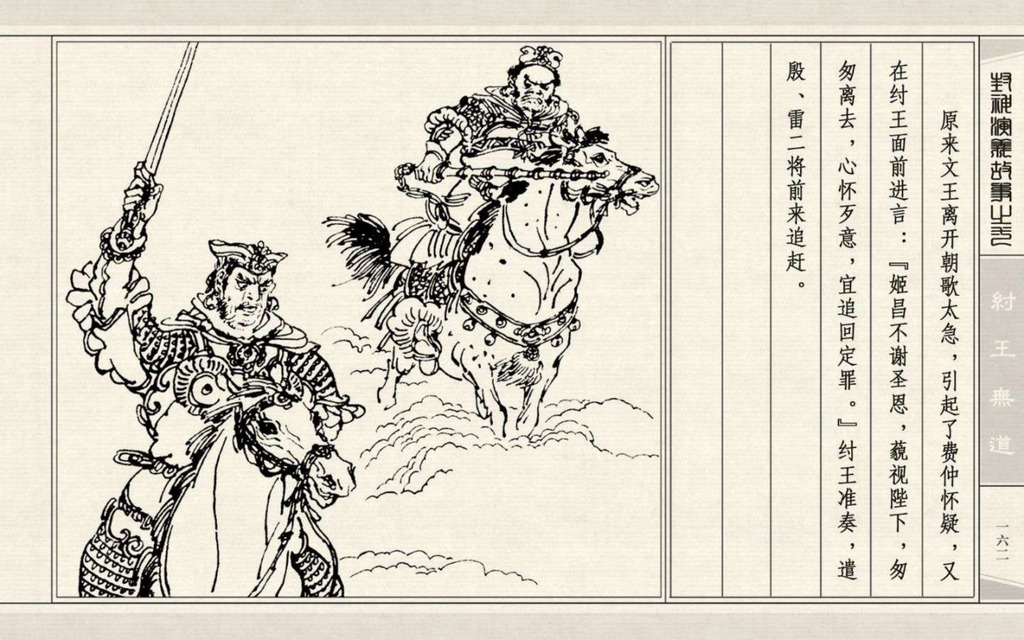 封神演义故事之一
紂王無道
一六二
原来文王离开朝歌太急，引起了费仲怀疑，又
在纣王面前进言：『姬昌不谢圣恩，藐视陛下，匆
匆离去，心怀歹意，宜追回定罪。』纣王准奏，遣
殷、雷二将前来追赶。